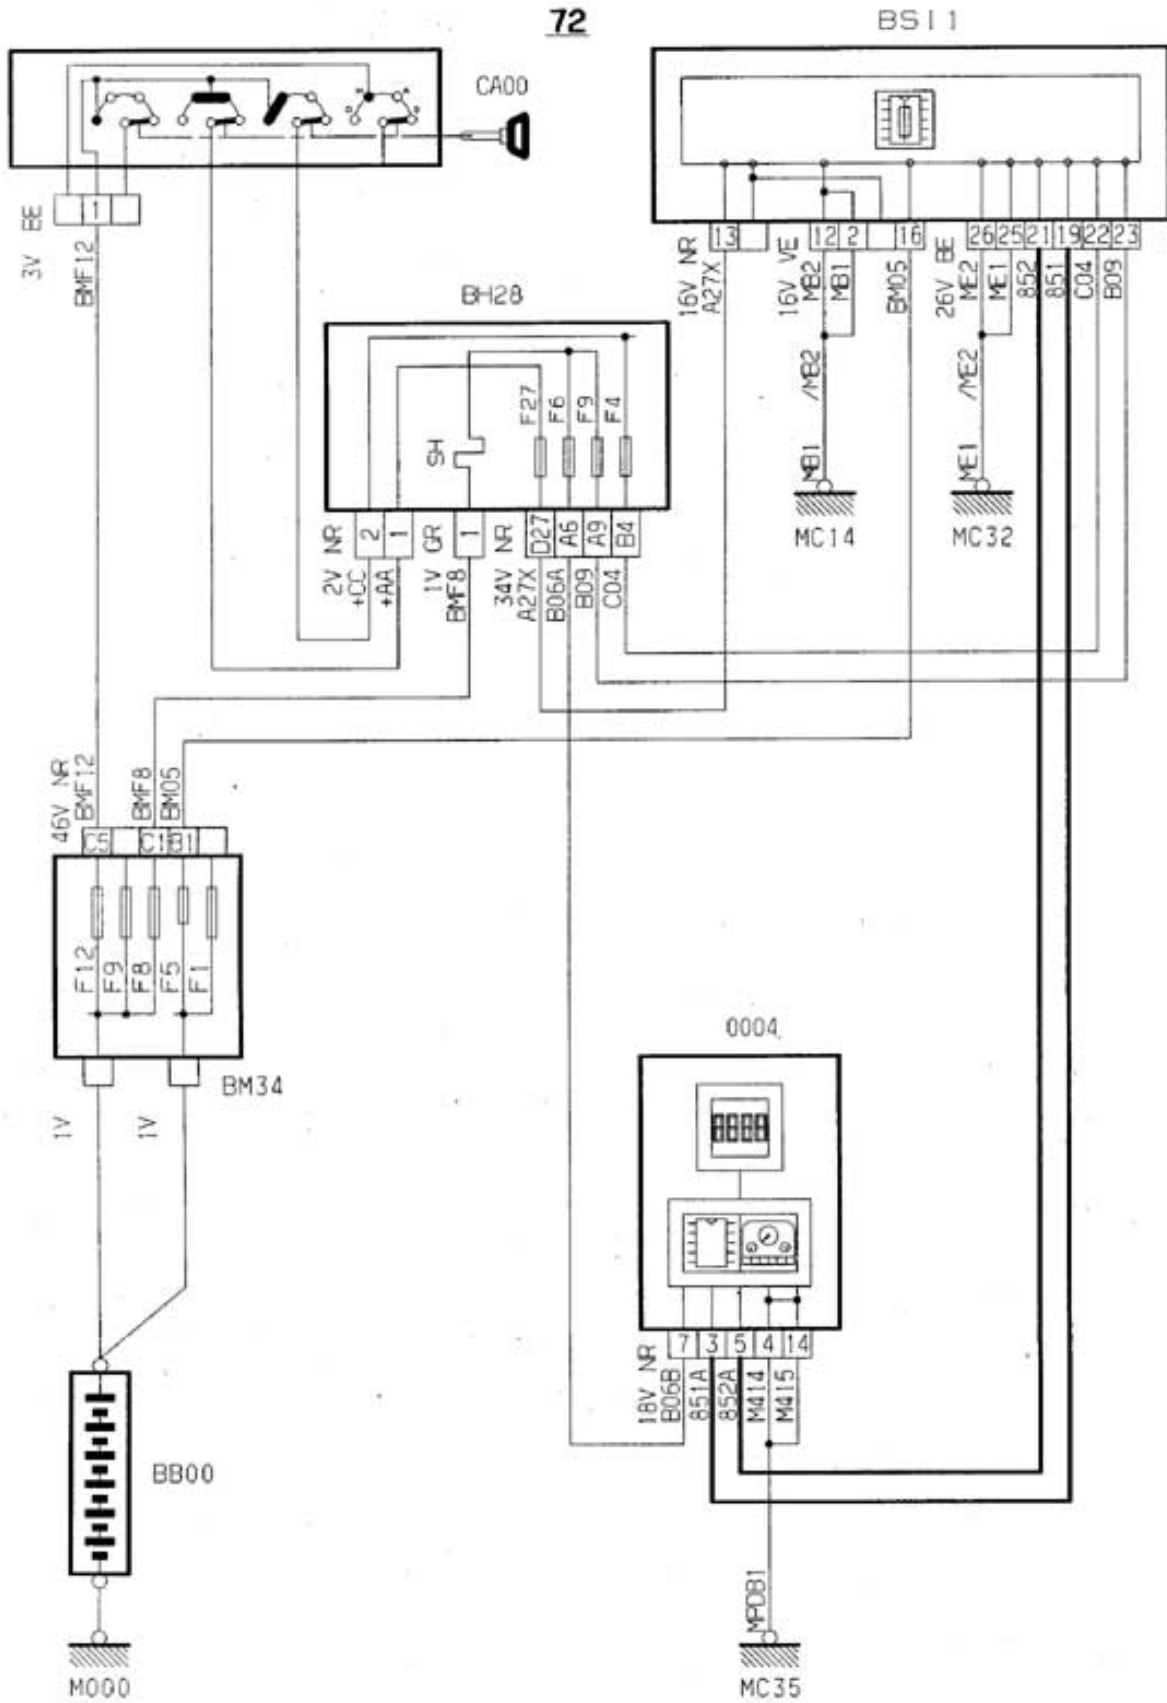 72
BSI1
CA00
3V BE
1
BMF12
16V NR
13
A27X
16V VE
12
2
16
MB2
MB1
BM05
26V BE
26
25
21
19
22
23
ME2
ME1
852
851
C04
B09
/MB2
MB1
MC14
/ME2
ME1
MC32
BH28
SH
F27
F6
F9
F4
2V NR
2
1
+CC
+AA
1V GR
1
BMF8
34V NR
D27
A6
A9
B4
A27X
B06A
B09
C04
46V NR
BMF12
BMF8
BM05
C5
C1
B1
F12
F9
F8
F5
F1
BM34
1V
1V
BB00
M000
0004
18V NR
7
3
5
4
14
B06B
851A
852A
M414
M415
MPDB1
MC35